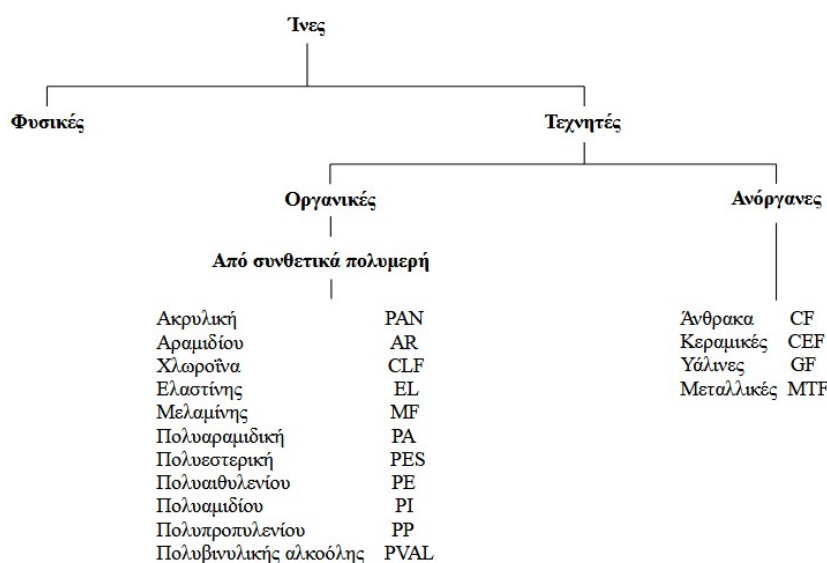 Ίνες
Φυσικές Τεχνητές
Οργανικές Ανόργανες
Από συνθετικά πολυμερή
Ακρυλική PAN Άνθρακα CF
Αραμιδίου AR Κεραμικές CEF
Χλωροΐνα CLF Υάλινες GF
Ελαστίνης EL Μεταλλικές MTF
Μελαμίνης MF
Πολυαραμιδική PA
Πολυεστερική PES
Πολυαιθυλενίου PE
Πολυαμιδίου PI
Πολυπροπυλενίου PP
Πολυβινυλικής αλκοόλης PVAL